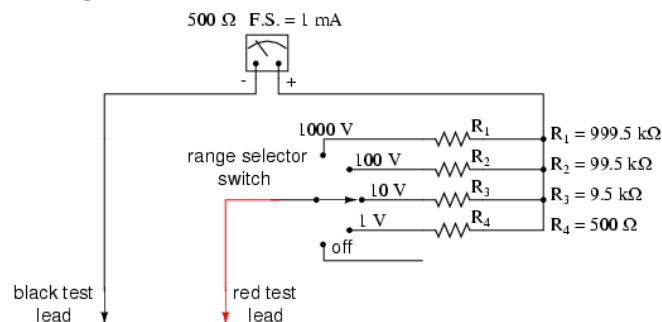 500 Ω F.S. = 1 mA
- +
1000 V R1 R1 = 999.5 kΩ
range selector switch
100 V R2 R2 = 99.5 kΩ
10 V R3 R3 = 9.5 kΩ
1 V R4 R4 = 500 Ω
off
black test lead
red test lead